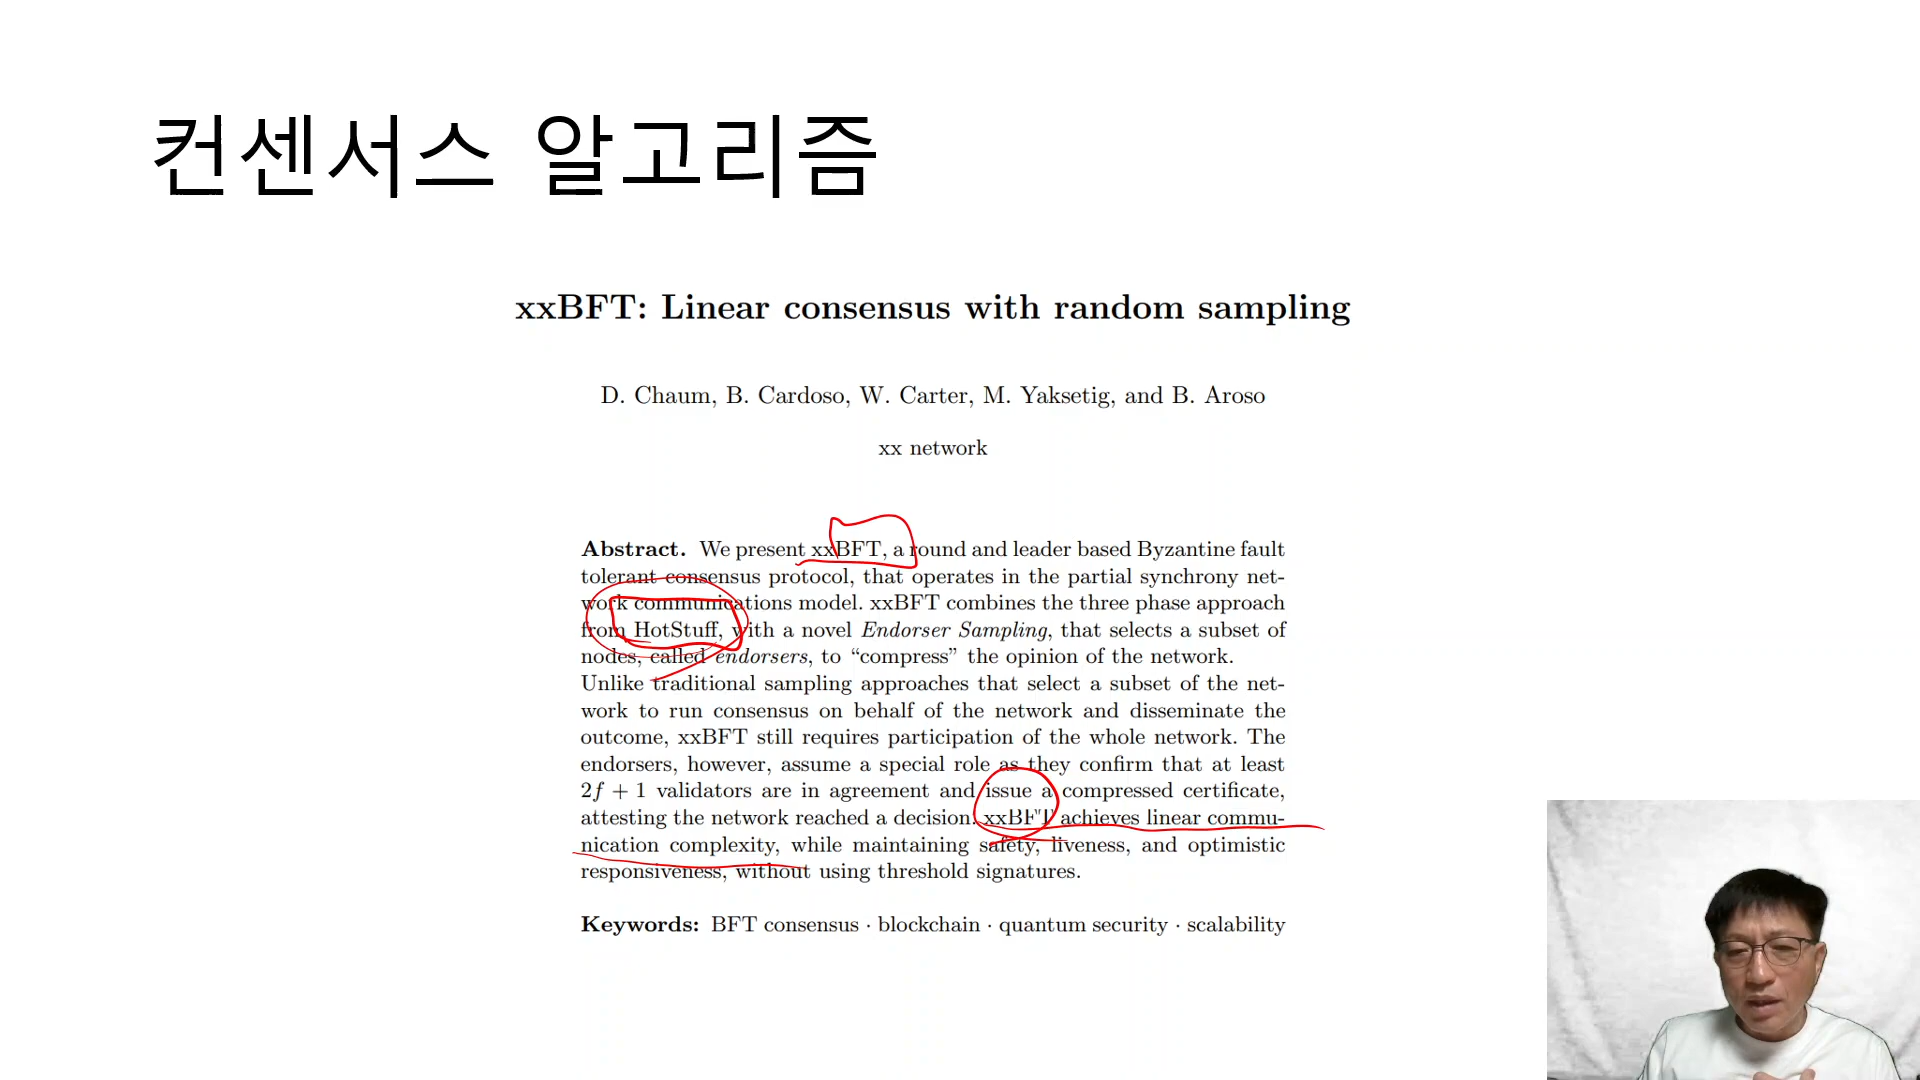 컨센서스 알고리즘
xxBFT: Linear consensus with random sampling
D. Chaum, B. Cardoso, W. Carter, M. Yaksetig, and B. Aroso
xx network
Abstract. We present xxBFT, a round and leader based Byzantine fault
tolerant consensus protocol, that operates in the partial synchrony net-
work communications model. xxBFT combines the three phase approach
from HotStuff, with a novel Endorser Sampling, that selects a subset of
nodes, called endorsers, to “compress” the opinion of the network.
Unlike traditional sampling approaches that select a subset of the net-
work to run consensus on behalf of the network and disseminate the
outcome, xxBFT still requires participation of the whole network. The
endorsers, however, assume a special role as they confirm that at least
2f + 1 validators are in agreement and issue a compressed certificate,
attesting the network reached a decision. xxBFT achieves linear commu-
nication complexity, while maintaining safety, liveness, and optimistic
responsiveness, without using threshold signatures.
Keywords: BFT consensus · blockchain · quantum security · scalability